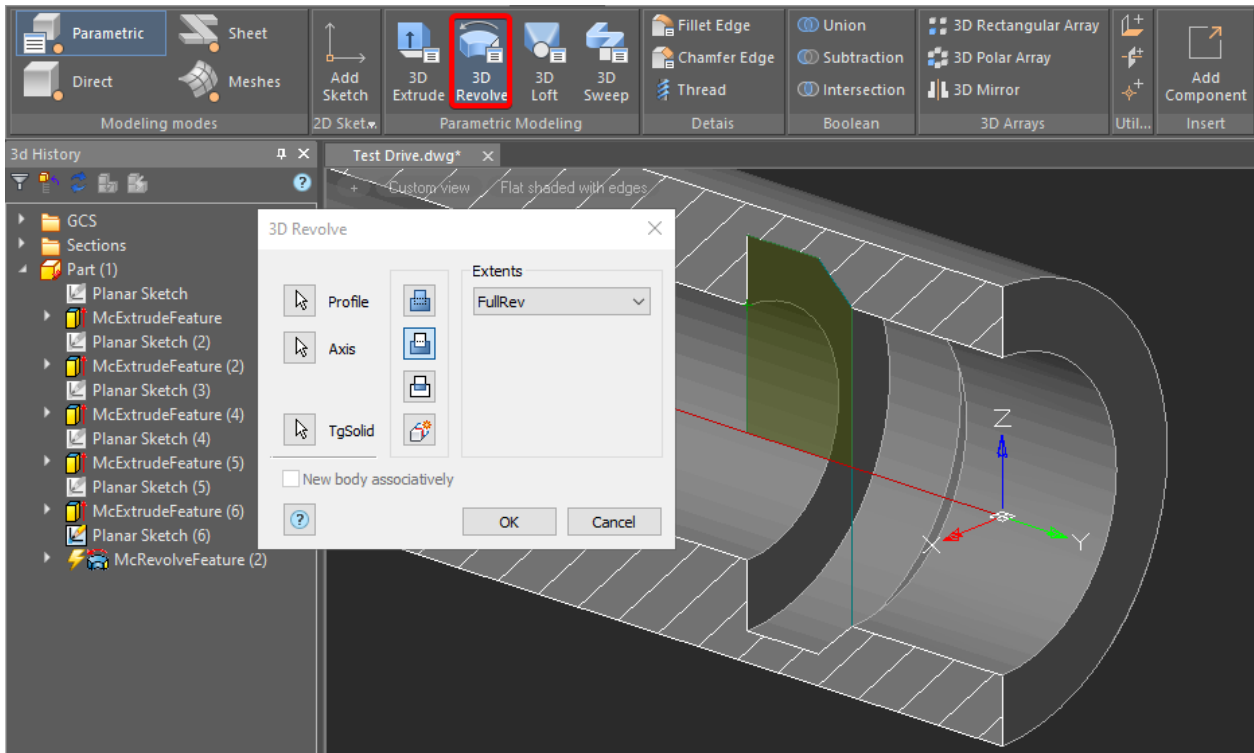 Parametric
Sheet
Direct
Meshes
Modeling modes
Add
Sketch
2D Sket...
3D
Extrude
3D
Revolve
3D
Loft
3D
Sweep
Parametric Modeling
Fillet Edge
Chamfer Edge
Thread
Detais
Union
Subtraction
Intersection
Boolean
3D Rectangular Array
3D Polar Array
3D Mirror
3D Arrays
Util...
Add
Component
Insert
3d History
Test Drive.dwg*
+ Custom view Flat shaded with edges
GCS
Sections
Part (1)
Planar Sketch
McExtrudeFeature
Planar Sketch (2)
McExtrudeFeature (2)
Planar Sketch (3)
McExtrudeFeature (4)
Planar Sketch (4)
McExtrudeFeature (5)
Planar Sketch (5)
McExtrudeFeature (6)
Planar Sketch (6)
McRevolveFeature (2)
3D Revolve
Profile
Axis
TgSolid
Extents
FullRev
New body associatively
OK
Cancel
Z
X
Y